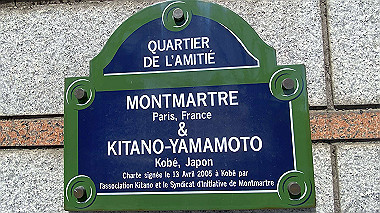 QUARTIER
DE L'AMITIÉ
MONTMARTRE
Paris, France
&
KITANO-YAMAMOTO
Kobé, Japon
Charte signée le 13 Avril 2005 à Kobé par
l'association Kitano et le Syndicat d'Initiative de Montmartre